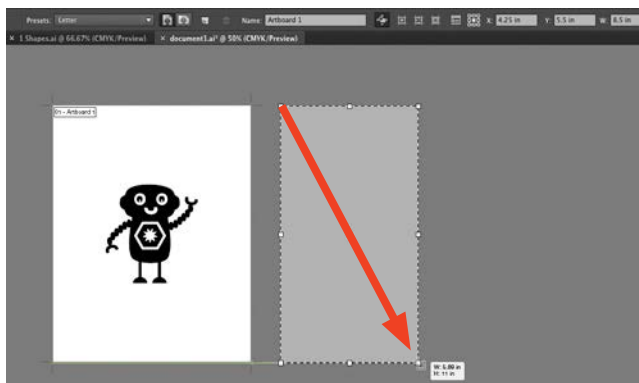 Presets: Letter Name: Artboard 1 X: 4.25 in Y: 5.5 in W: 8.5 in
× 1 Shapes.ai @ 66.67% (CMYK/Preview) × document1.ai* @ 50% (CMYK/Preview)
01 - Artboard 1
W: 5.89 in
H: 11 in